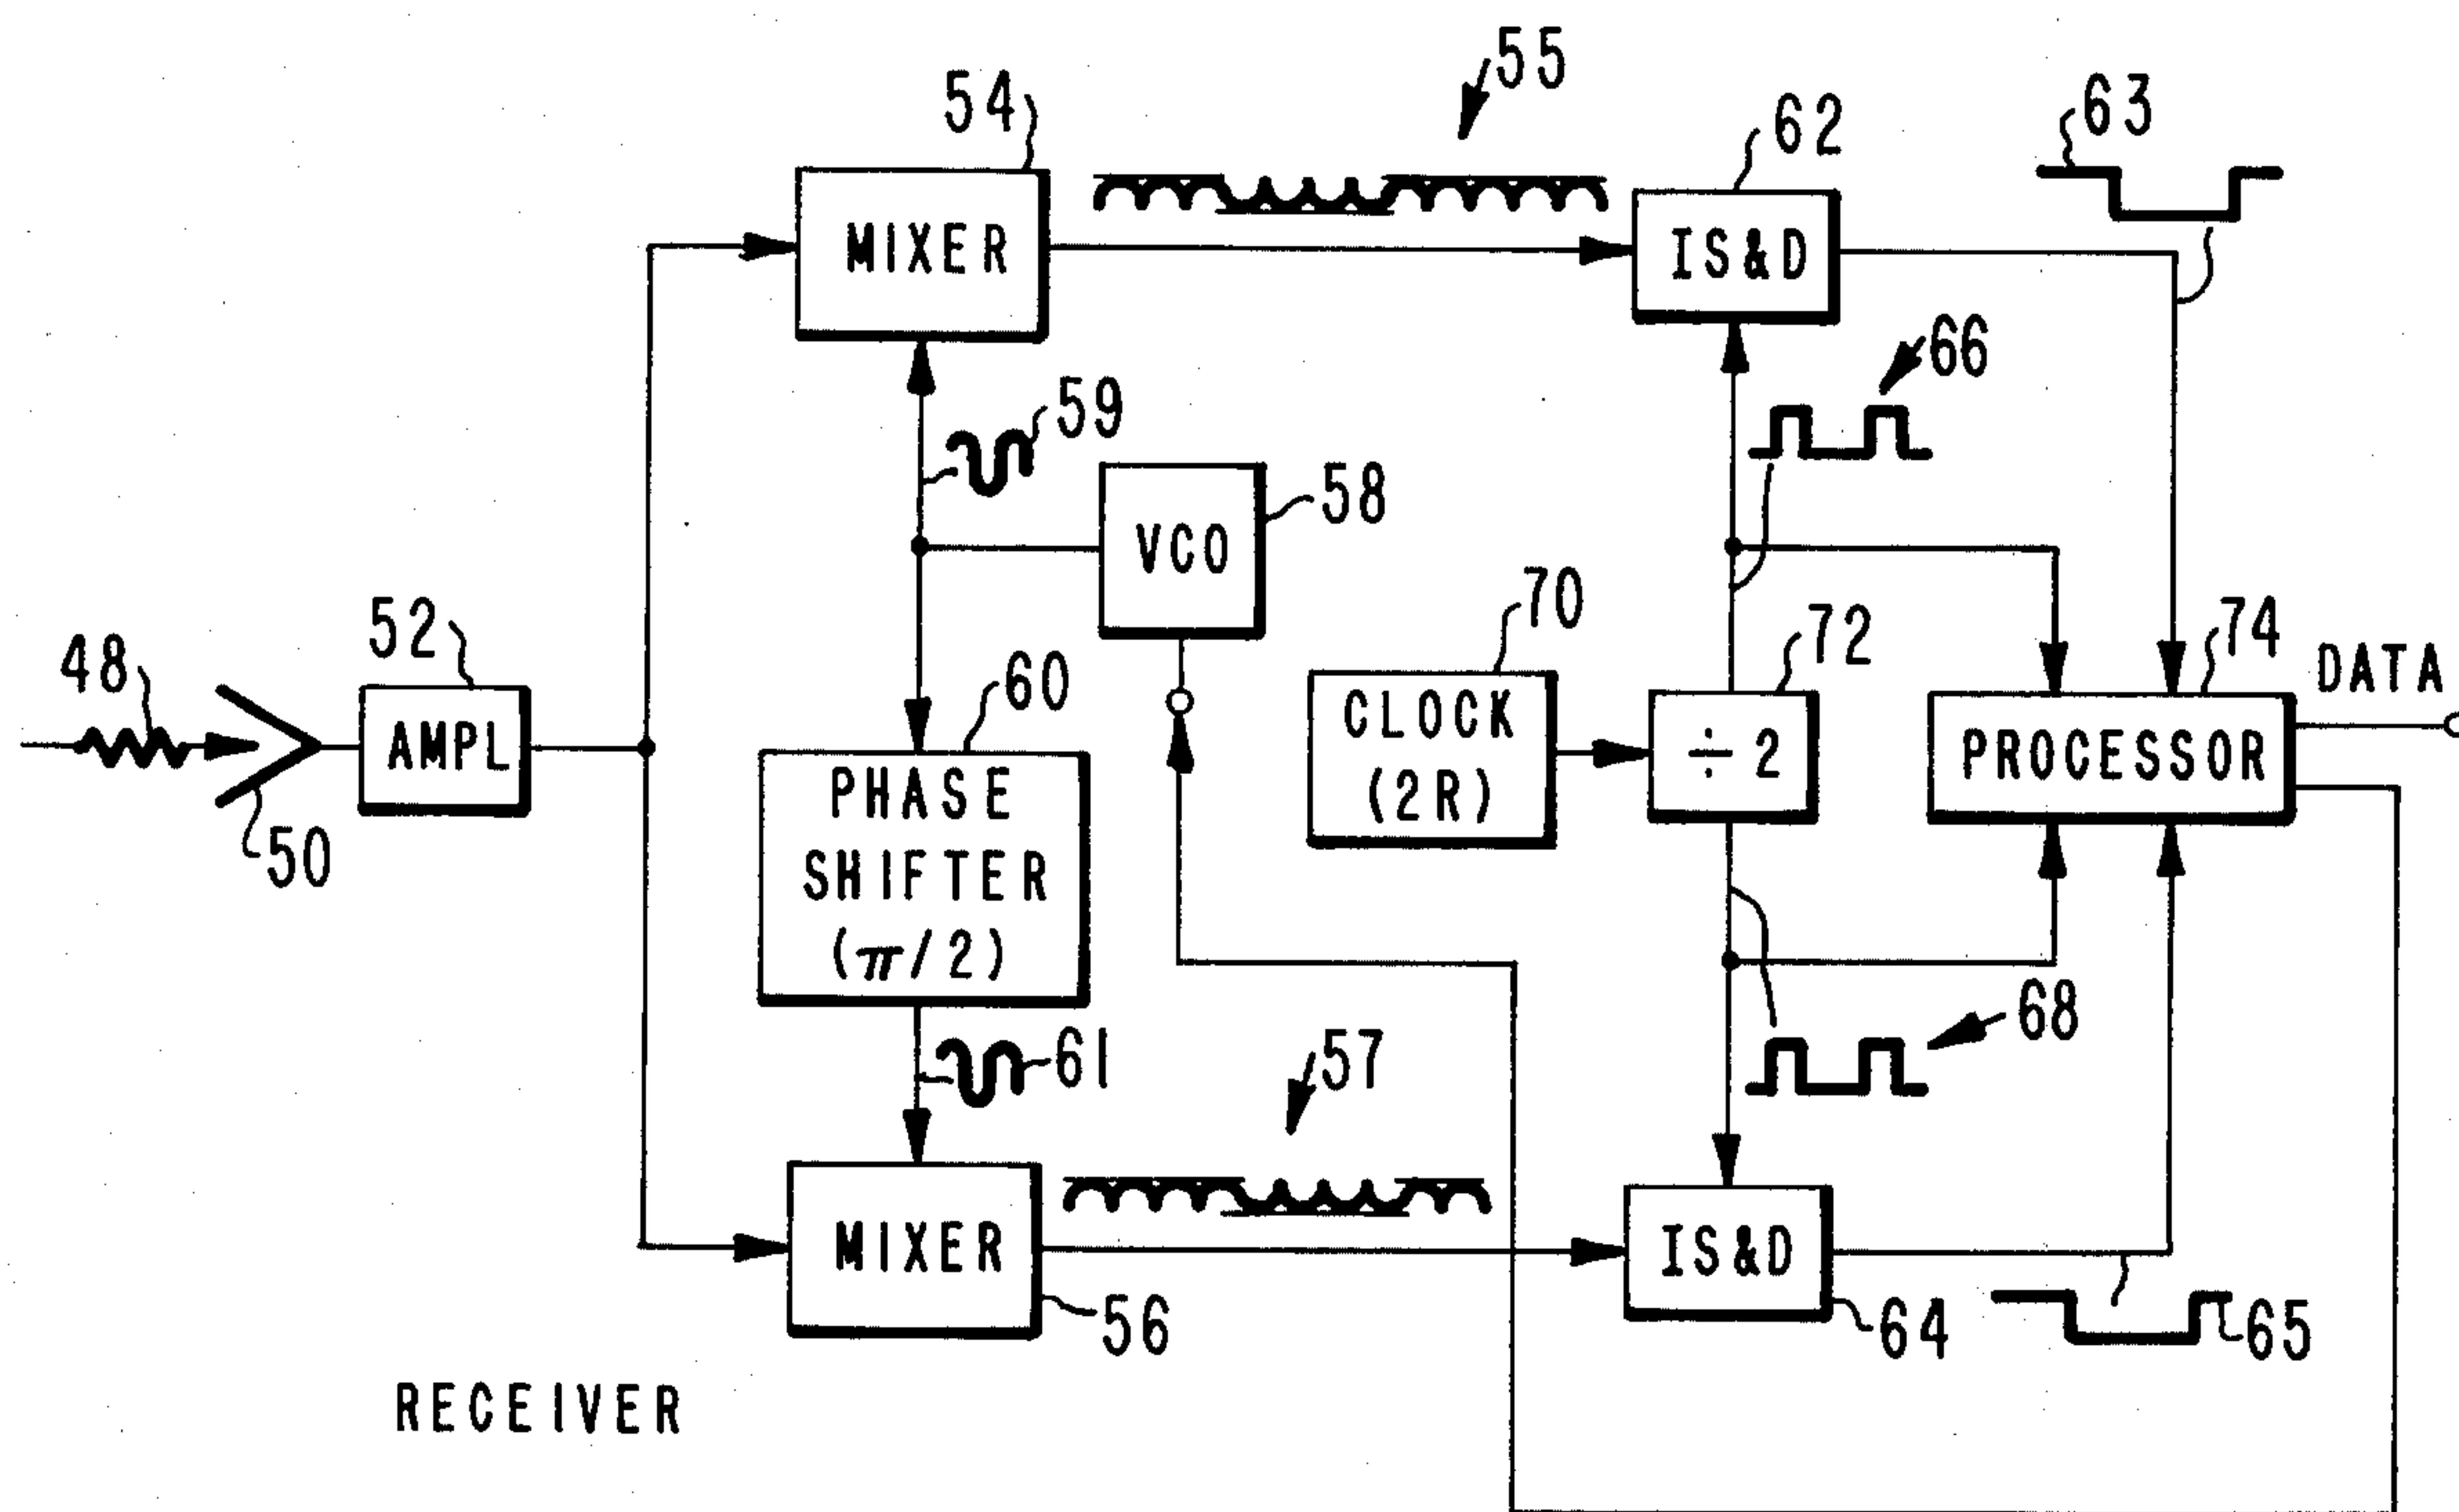 55
54
62
63
MIXER
IS&D
66
59
58
VCO
70
52
72
74
48
60
DATA
CLOCK
(2R)
AMPL
÷2
PROCESSOR
PHASE
SHIFTER
(π/2)
50
68
61
57
MIXER
IS&D
56
64
65
RECEIVER